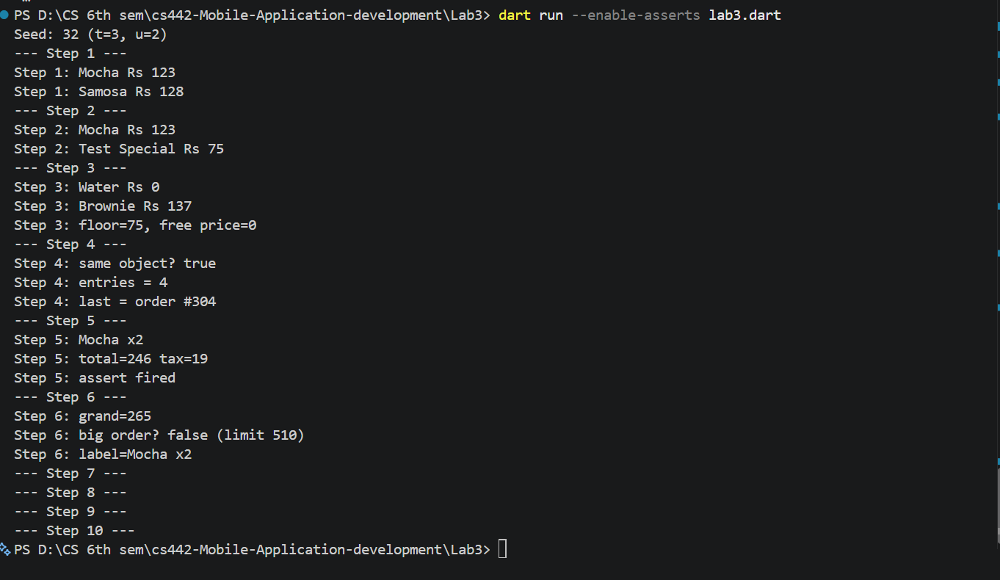 PS D:\CS 6th sem\cs442-Mobile-Application-development\Lab3> dart run --enable-asserts lab3.dart
Seed: 32 (t=3, u=2)
--- Step 1 ---
Step 1: Mocha Rs 123
Step 1: Samosa Rs 128
--- Step 2 ---
Step 2: Mocha Rs 123
Step 2: Test Special Rs 75
--- Step 3 ---
Step 3: Water Rs 0
Step 3: Brownie Rs 137
Step 3: floor=75, free price=0
--- Step 4 ---
Step 4: same object? true
Step 4: entries = 4
Step 4: last = order #304
--- Step 5 ---
Step 5: Mocha x2
Step 5: total=246 tax=19
Step 5: assert fired
--- Step 6 ---
Step 6: grand=265
Step 6: big order? false (limit 510)
Step 6: label=Mocha x2
--- Step 7 ---
--- Step 8 ---
--- Step 9 ---
--- Step 10 ---
PS D:\CS 6th sem\cs442-Mobile-Application-development\Lab3>